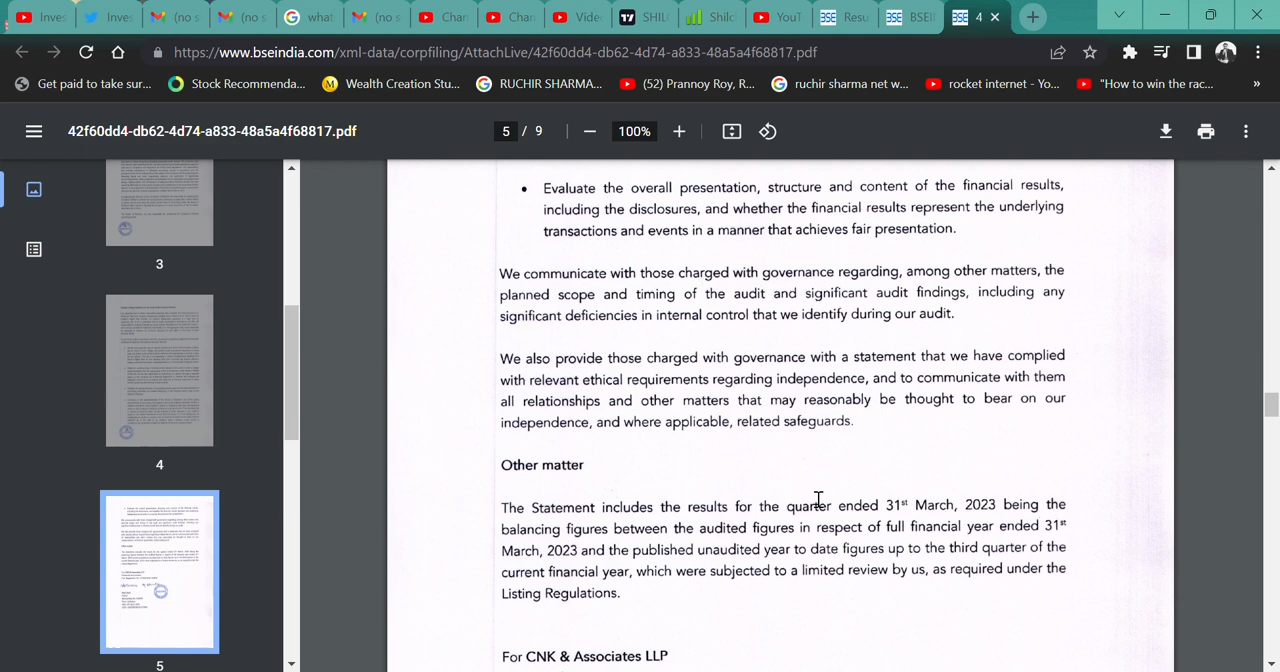 Inves
Inves
(no s
(no s
what
(no s
Chan
Chan
Vide
SHIL
Shilc
YouT
Resu
BSEI
4
https://www.bseindia.com/xml-data/corpfiling/AttachLive/42f60dd4-db62-4d74-a833-48a5a4f68817.pdf
Get paid to take sur...
Stock Recommenda...
Wealth Creation Stu...
RUCHIR SHARMA...
(52) Prannoy Roy, R...
ruchir sharma net w...
rocket internet - Yo...
"How to win the rac...
»
42f60dd4-db62-4d74-a833-48a5a4f68817.pdf
5 / 9
100%
3
4
5
• Evaluate the overall presentation, structure and content of the financial results,
including the disclosures, and whether the financial results represent the underlying
transactions and events in a manner that achieves fair presentation.
We communicate with those charged with governance regarding, among other matters, the
planned scope and timing of the audit and significant audit findings, including any
significant deficiencies in internal control that we identify during our audit.
We also provide those charged with governance with a statement that we have complied
with relevant ethical requirements regarding independence, and to communicate with them
all relationships and other matters that may reasonably be thought to bear on our
independence, and where applicable, related safeguards.
Other matter
The Statement includes the results for the quarter ended 31st March, 2023 being the
balancing figure between the audited figures in respect of full financial year ended 31st
March, 2023 and the published unaudited year to date figures up to the third quarter of the
current financial year, which were subjected to a limited review by us, as required under the
Listing Regulations.
For CNK & Associates LLP